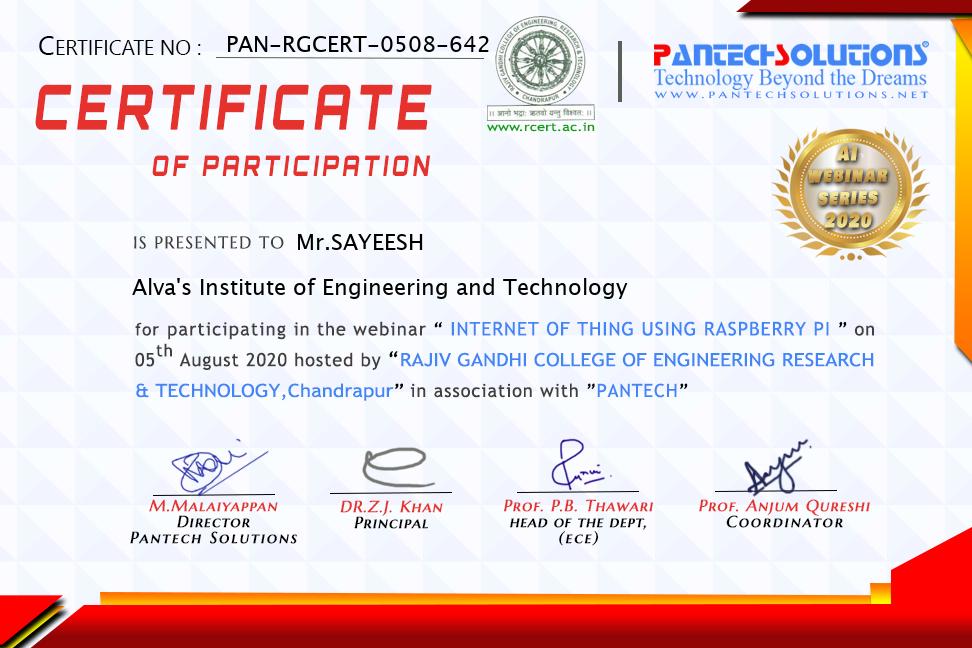 CERTIFICATE NO : PAN-RGCERT-0508-642
RAJIV GANDHI COLLEGE OF ENGINEERING, RESEARCH & TECHNOLOGY
• CHANDRAPUR •
|| आनो भद्राः ऋतवो यन्तु विश्वतः ||
www.rcert.ac.in
PANTECH SOLUTIONS®
Technology Beyond the Dreams
WWW.PANTECHSOLUTIONS.NET
CERTIFICATE
OF PARTICIPATION
AI
WEBINAR
SERIES
2020
IS PRESENTED TO Mr.SAYEESH
Alva's Institute of Engineering and Technology
for participating in the webinar “ INTERNET OF THING USING RASPBERRY PI ” on
05th August 2020 hosted by “RAJIV GANDHI COLLEGE OF ENGINEERING RESEARCH
& TECHNOLOGY,Chandrapur” in association with ”PANTECH”
M.MALAIYAPPAN
DIRECTOR
PANTECH SOLUTIONS
DR.Z.J. KHAN
PRINCIPAL
PROF. P.B. THAWARI
HEAD OF THE DEPT,
(ECE)
PROF. ANJUM QURESHI
COORDINATOR